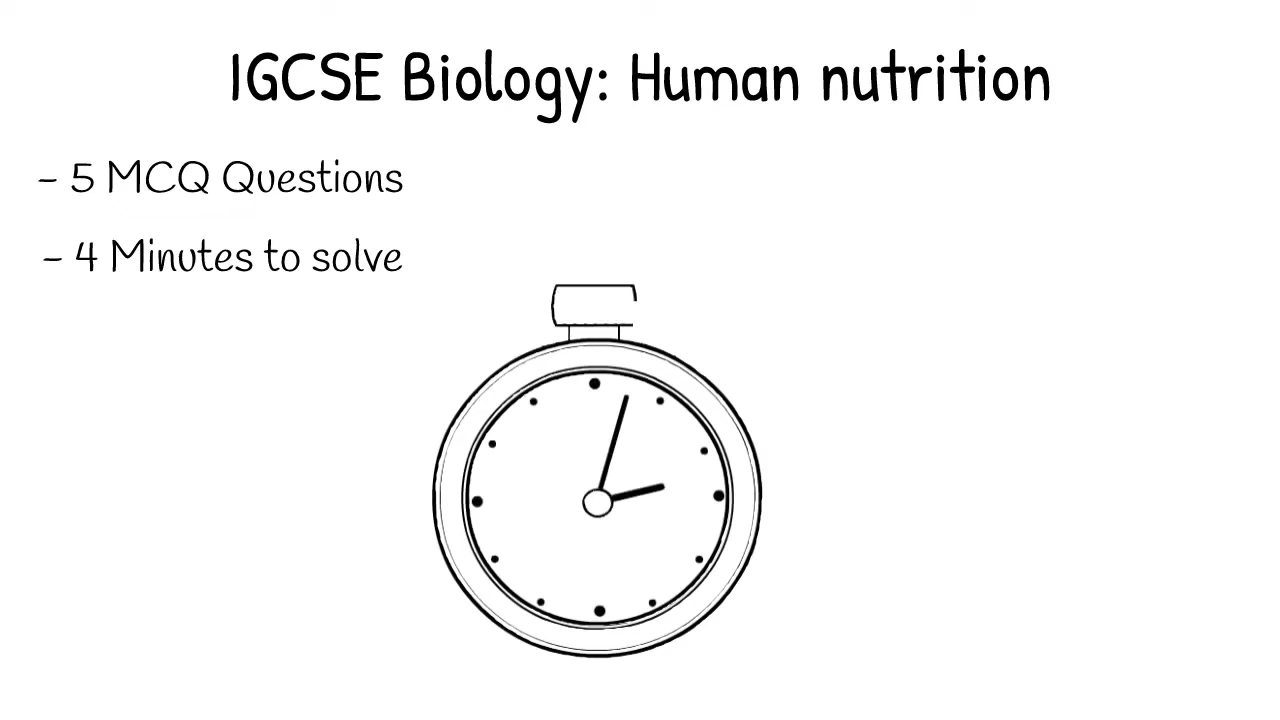 IGCSE Biology: Human nutrition
- 5 MCQ Questions
- 4 Minutes to solve